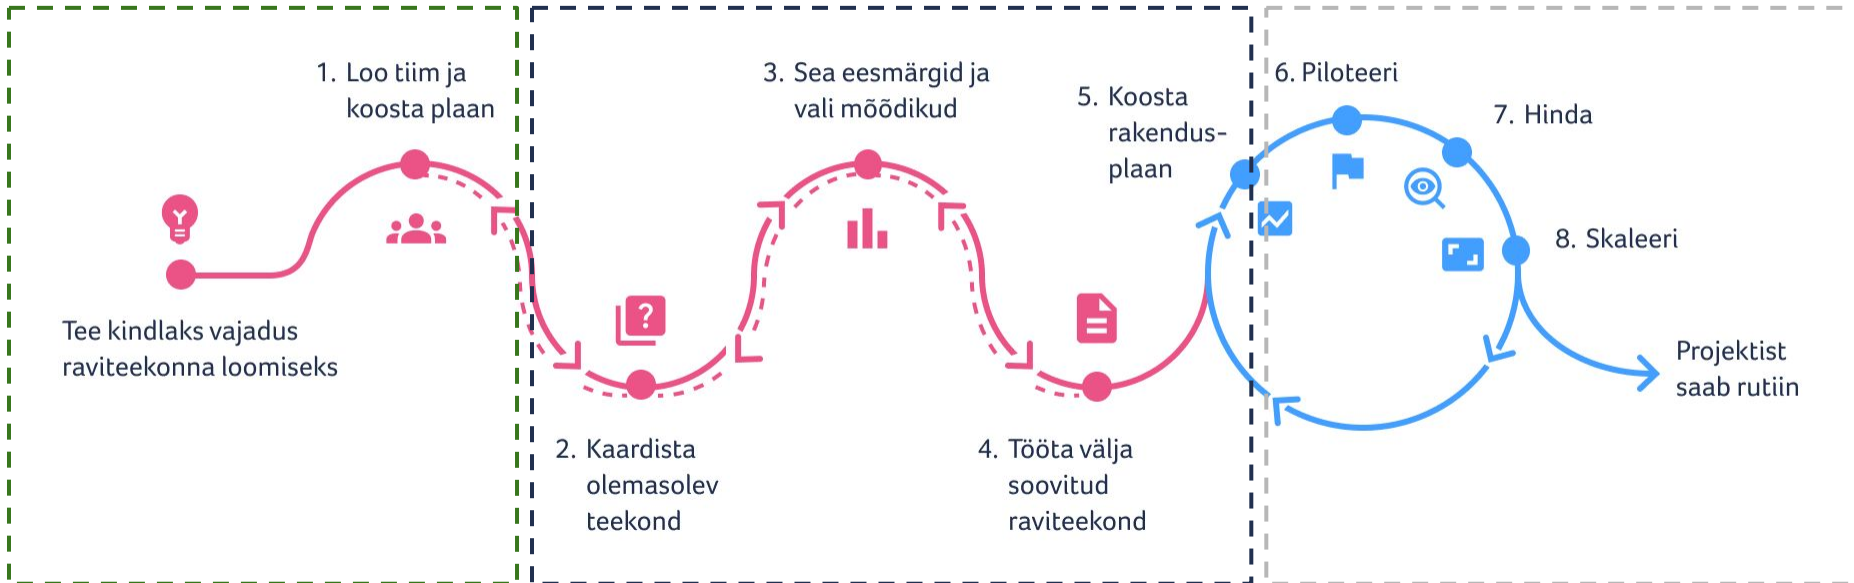 Tee kindlaks vajadus
raviteekonna loomiseks
1. Loo tiim ja
koosta plaan
2. Kaardista
olemasolev
teekond
3. Sea eesmärgid ja
vali mõõdikud
4. Tööta välja
soovitud
raviteekond
5. Koosta
rakendus-
plaan
6. Piloteeri
7. Hinda
8. Skaleeri
Projektist
saab rutiin